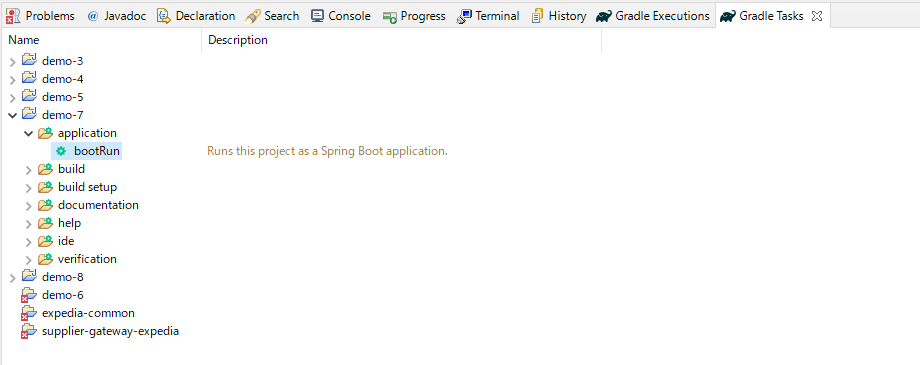 Problems @ Javadoc Declaration Search Console Progress Terminal History Gradle Executions Gradle Tasks
Name Description
demo-3
demo-4
demo-5
demo-7
application
bootRun Runs this project as a Spring Boot application.
build
build setup
documentation
help
ide
verification
demo-8
demo-6
expedia-common
supplier-gateway-expedia